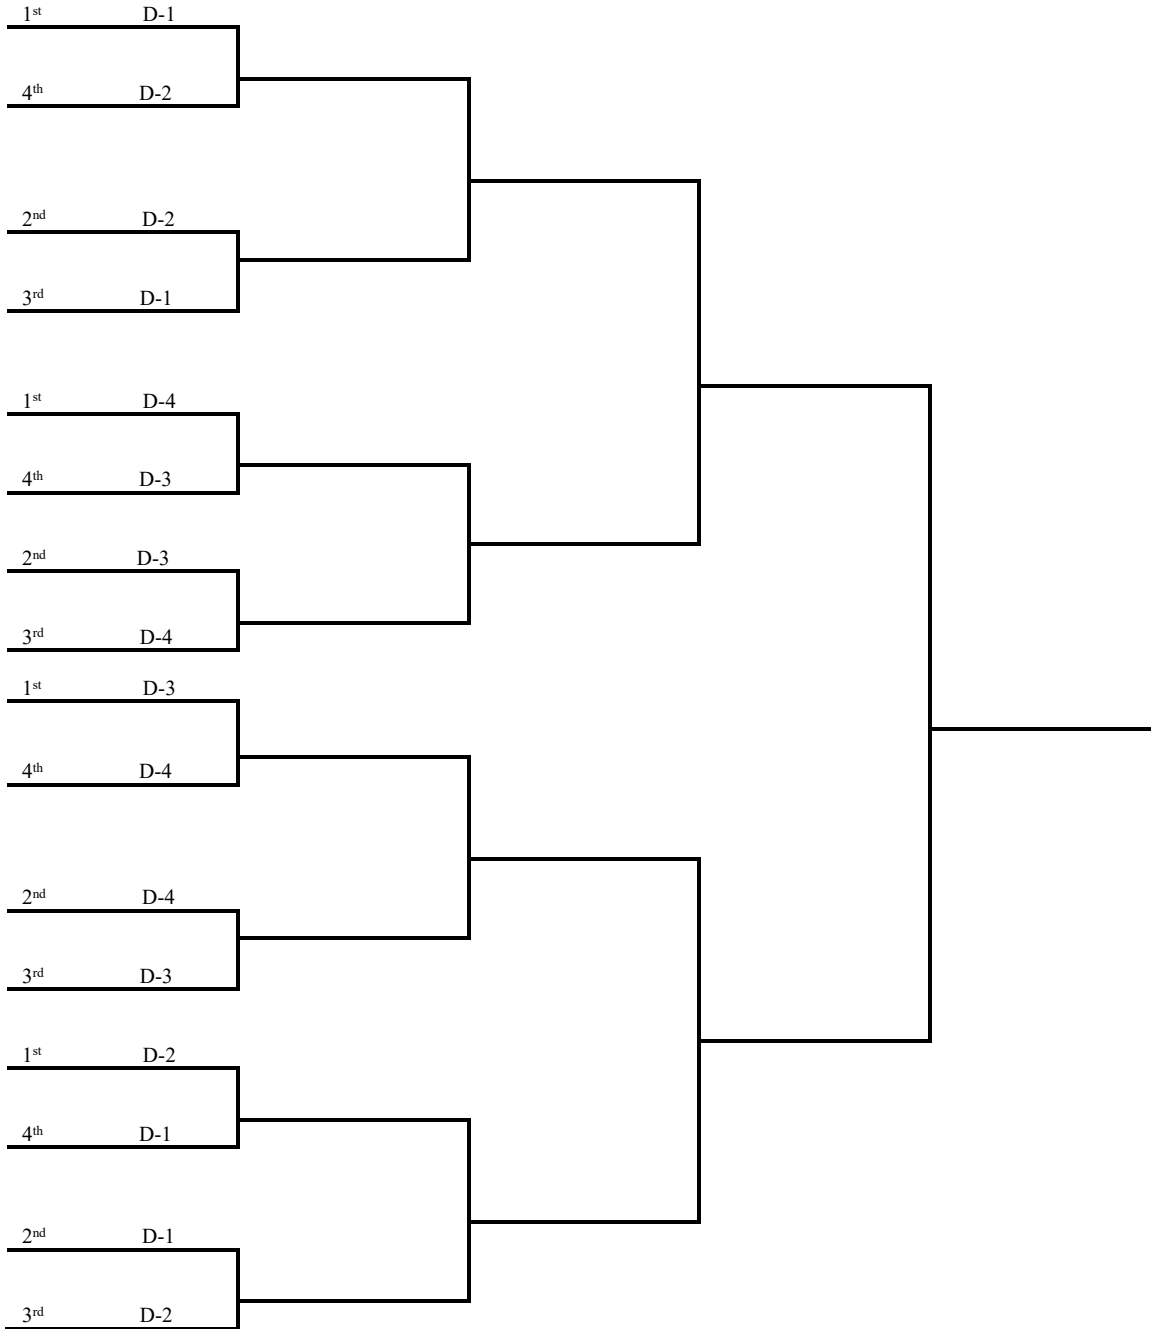 1st D-1
4th D-2
2nd D-2
3rd D-1
1st D-4
4th D-3
2nd D-3
3rd D-4
1st D-3
4th D-4
2nd D-4
3rd D-3
1st D-2
4th D-1
2nd D-1
3rd D-2